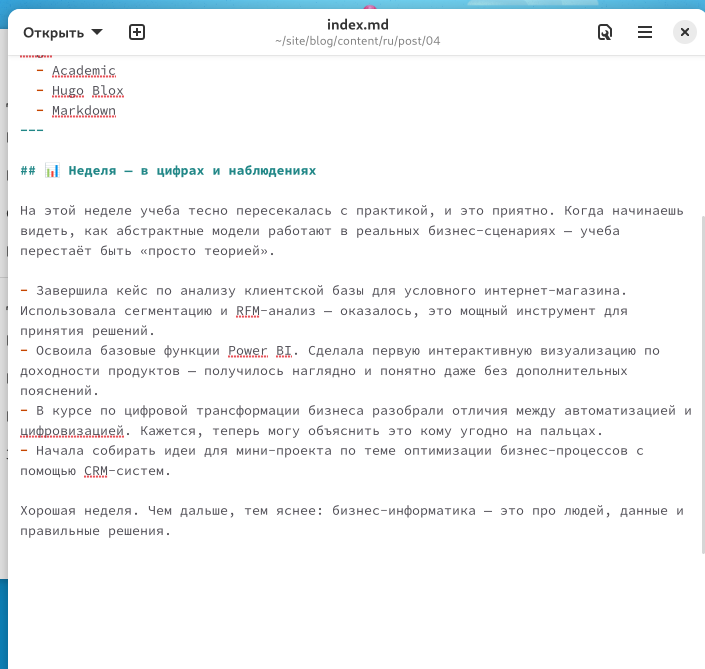 Открыть
index.md
~/site/blog/content/ru/post/04
- Academic
- Hugo Blox
- Markdown
---
## 📊 Неделя — в цифрах и наблюдениях
На этой неделе учеба тесно пересекалась с практикой, и это приятно. Когда начинаешь
видеть, как абстрактные модели работают в реальных бизнес-сценариях — учеба
перестаёт быть «просто теорией».
- Завершила кейс по анализу клиентской базы для условного интернет-магазина.
Использовала сегментацию и RFM-анализ — оказалось, это мощный инструмент для
принятия решений.
- Освоила базовые функции Power BI. Сделала первую интерактивную визуализацию по
доходности продуктов — получилось наглядно и понятно даже без дополнительных
пояснений.
- В курсе по цифровой трансформации бизнеса разобрали отличия между автоматизацией и
цифровизацией. Кажется, теперь могу объяснить это кому угодно на пальцах.
- Начала собирать идеи для мини-проекта по теме оптимизации бизнес-процессов с
помощью CRM-систем.
Хорошая неделя. Чем дальше, тем яснее: бизнес-информатика — это про людей, данные и
правильные решения.